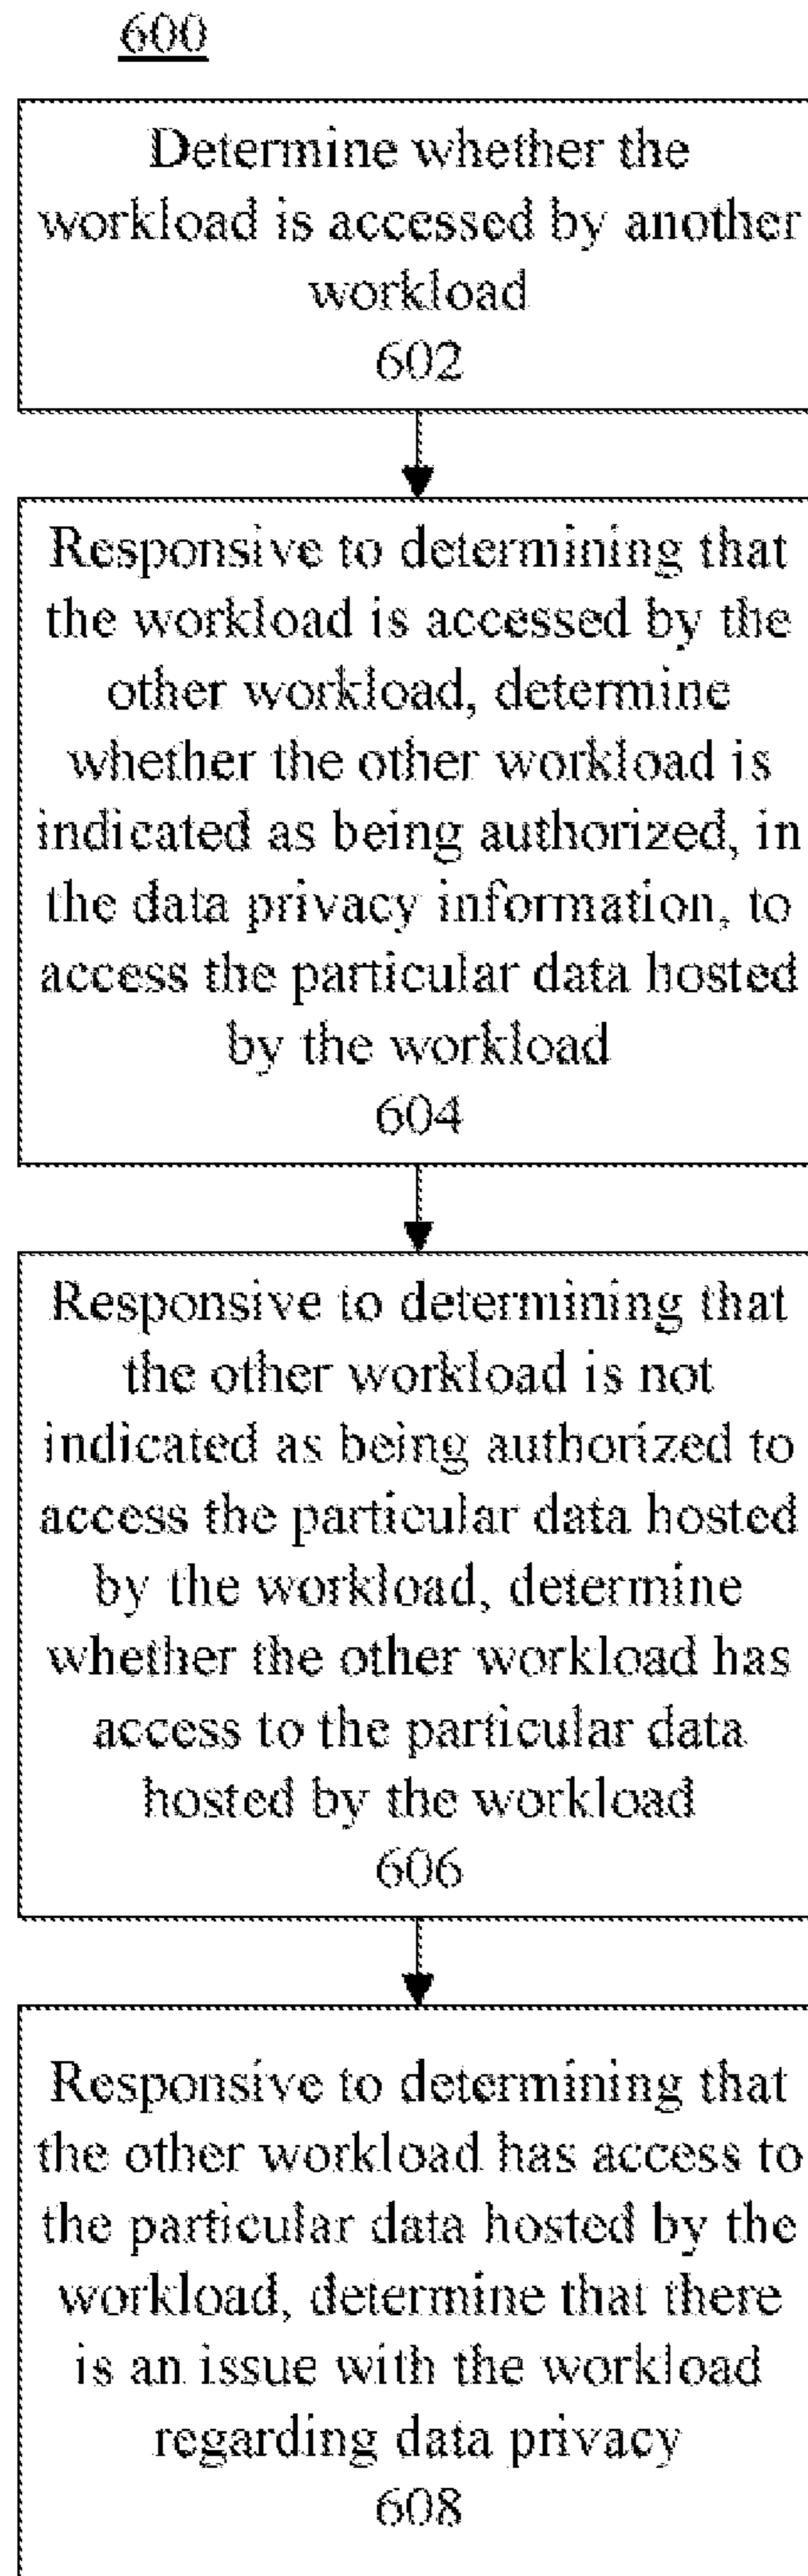 600
Determine whether the
workload is accessed by another
workload
602
Responsive to determining that
the workload is accessed by the
other workload, determine
whether the other workload is
indicated as being authorized, in
the data privacy information, to
access the particular data hosted
by the workload
604
Responsive to determining that
the other workload is not
indicated as being authorized to
access the particular data hosted
by the workload, determine
whether the other workload has
access to the particular data
hosted by the workload
606
Responsive to determining that
the other workload has access to
the particular data hosted by the
workload, determine that there
is an issue with the workload
regarding data privacy
608